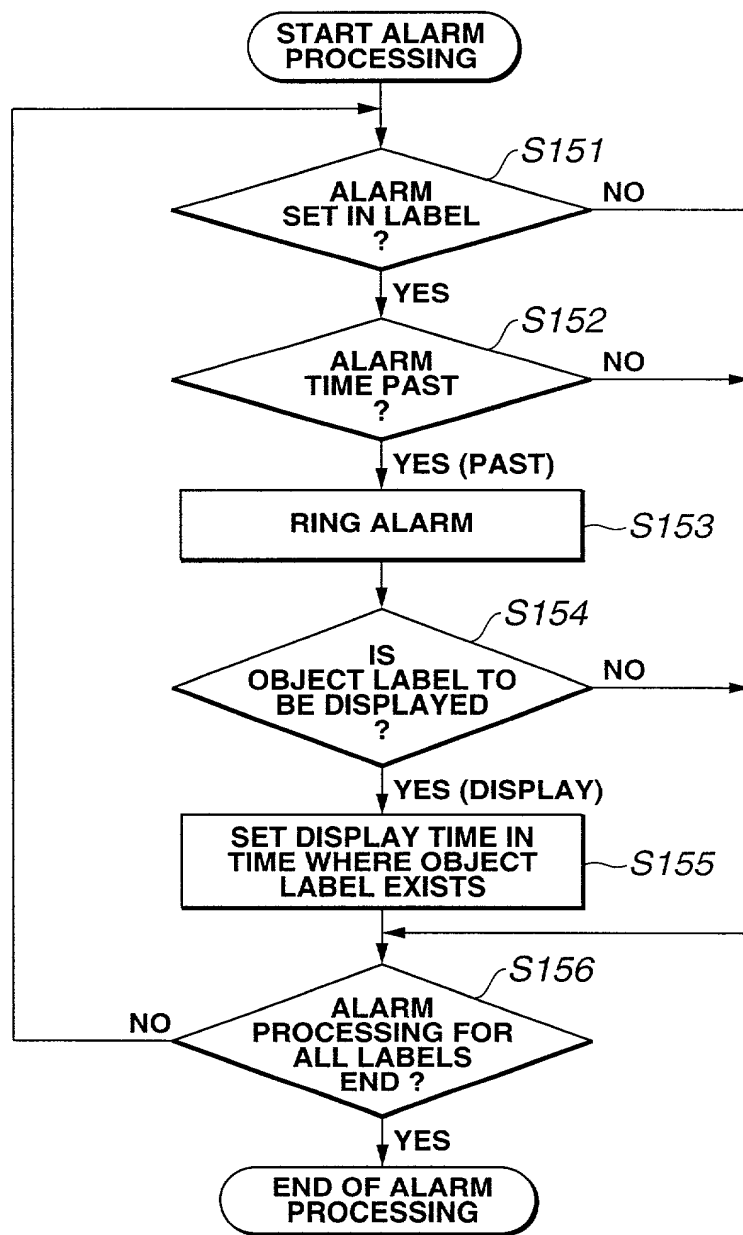 START ALARM
PROCESSING
S151
ALARM
SET IN LABEL
?
NO
YES
S152
ALARM
TIME PAST
?
NO
YES (PAST)
RING ALARM
S153
S154
IS
OBJECT LABEL TO
BE DISPLAYED
?
NO
YES (DISPLAY)
SET DISPLAY TIME IN
TIME WHERE OBJECT
LABEL EXISTS
S155
S156
ALARM
PROCESSING FOR
ALL LABELS
END ?
NO
YES
END OF ALARM
PROCESSING